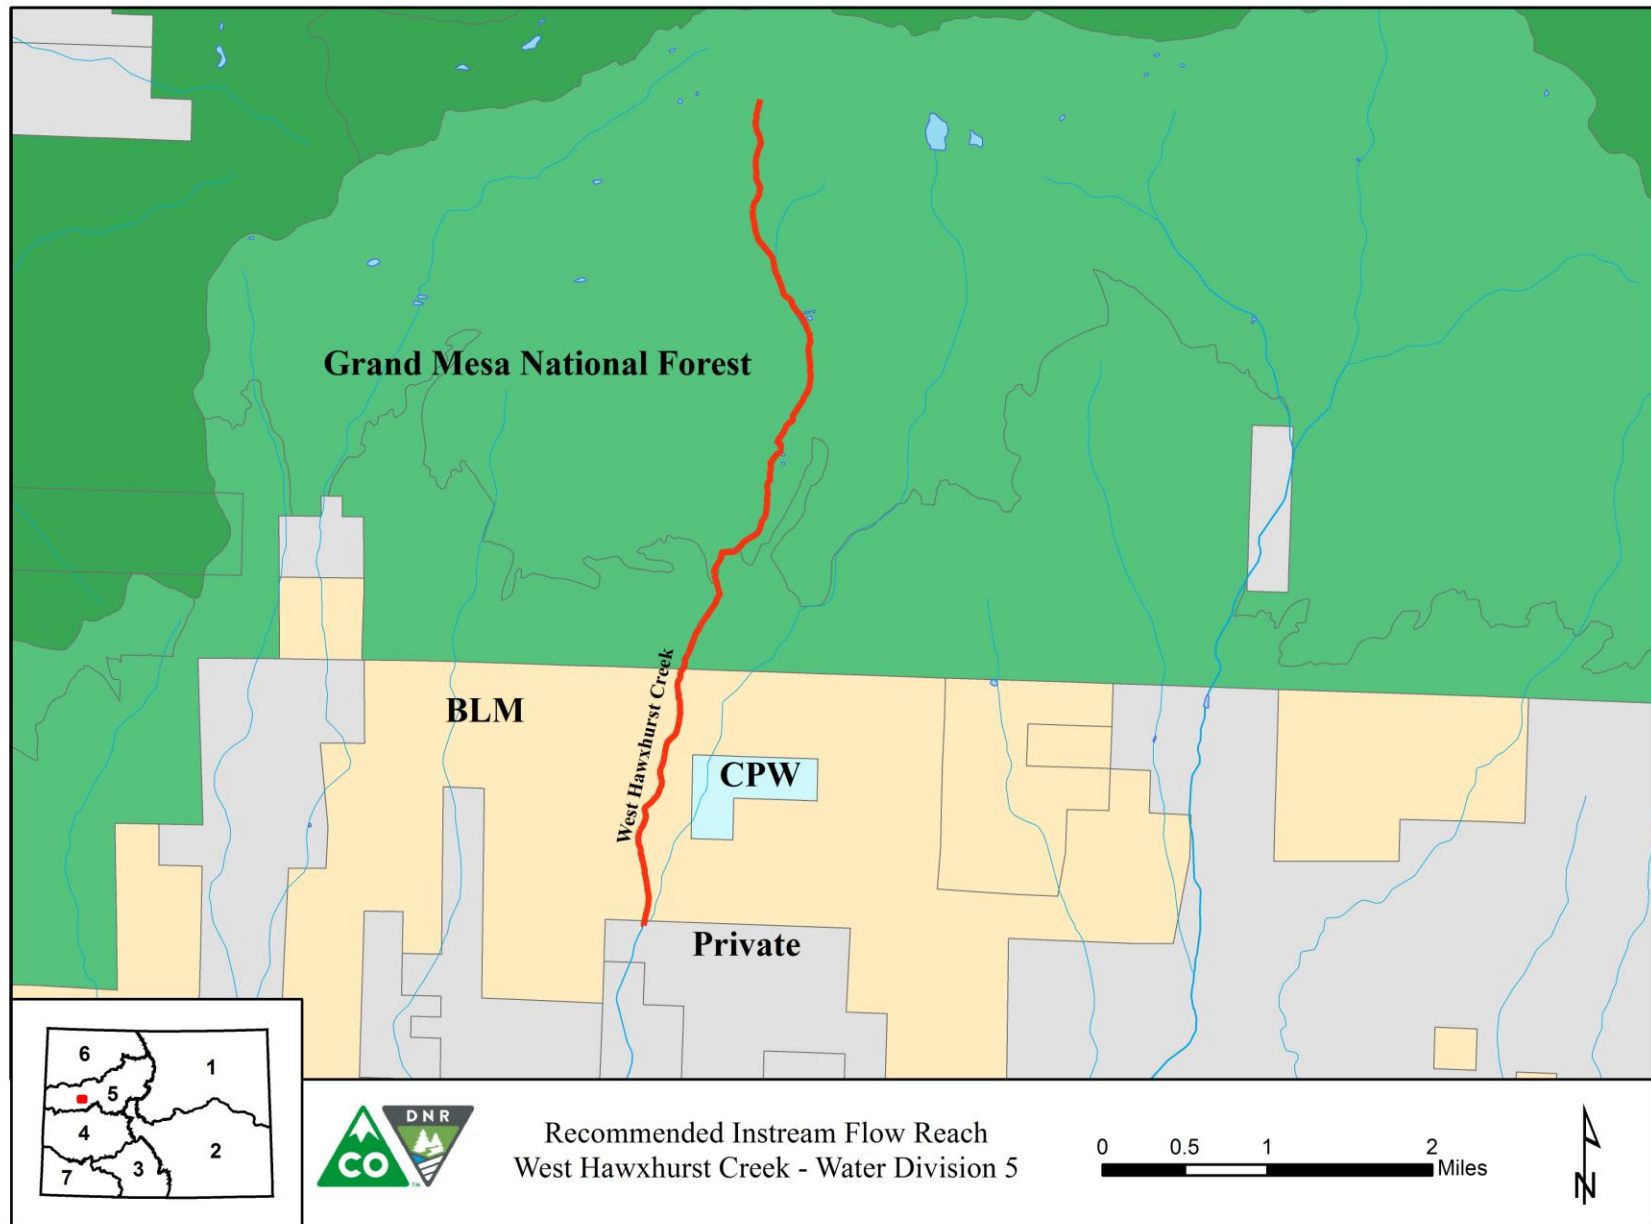 Grand Mesa National Forest
West Hawxhurst Creek
BLM
CPW
Private
6
1
5
4
2
3
7
CO
TM
DNR
Recommended Instream Flow Reach
West Hawxhurst Creek - Water Division 5
0 0.5 1 2
Miles
N